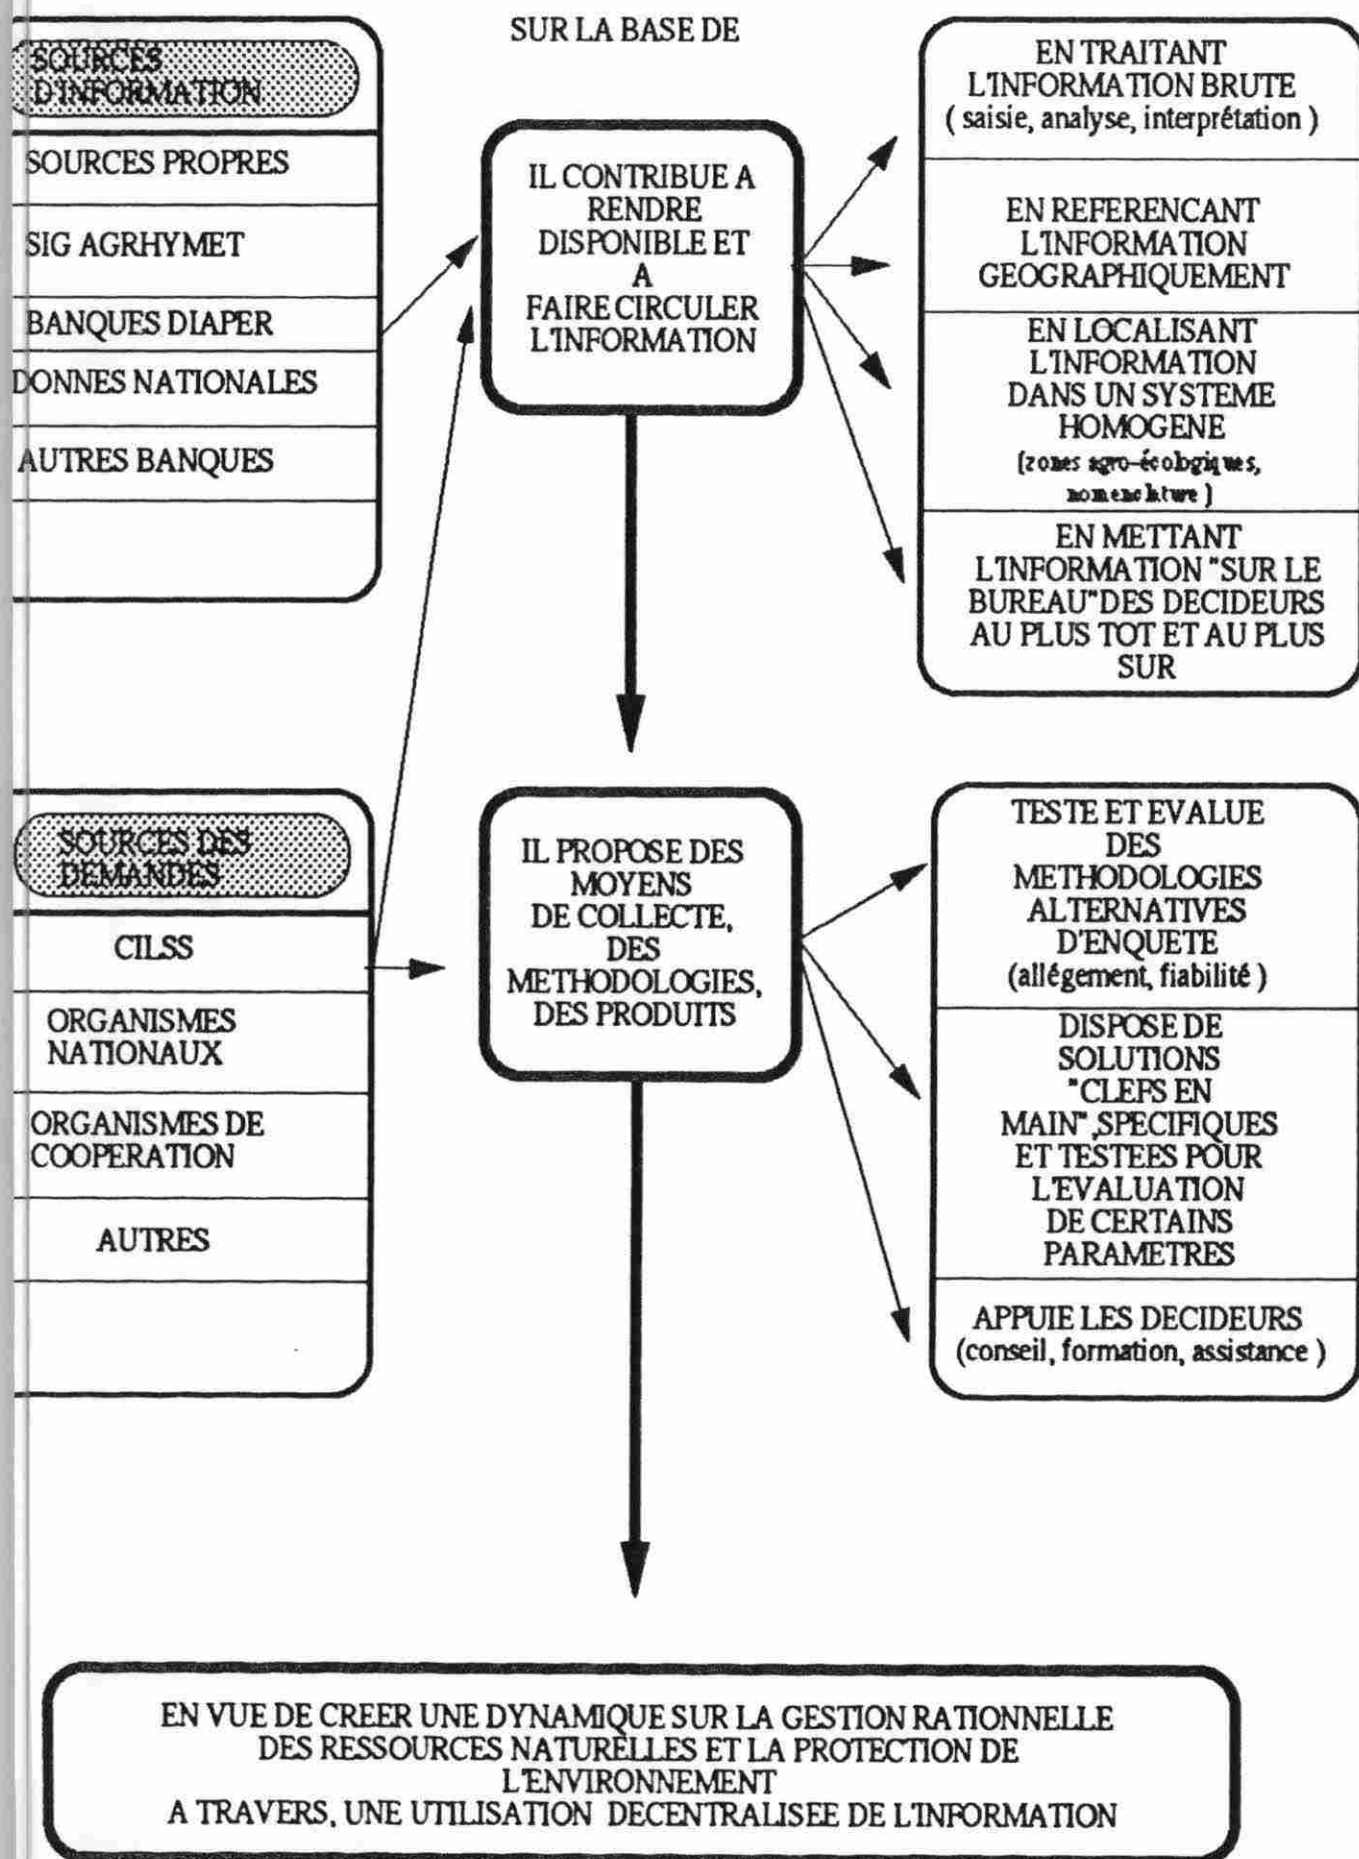 SUR LA BASE DE
SOURCES
D'INFORMATION
SOURCES PROPRES
SIG AGRHYMET
BANQUES DIAPER
DONNES NATIONALES
AUTRES BANQUES
IL CONTRIBUE A
RENDRE
DISPONIBLE ET
A
FAIRE CIRCULER
L'INFORMATION
EN TRAITANT
L'INFORMATION BRUTE
( saisie, analyse, interprétation )
EN REFERENCANT
L'INFORMATION
GEOGRAPHIQUEMENT
EN LOCALISANT
L'INFORMATION
DANS UN SYSTEME
HOMOGENE
(zones agro-écologiques,
nomenclature )
EN METTANT
L'INFORMATION "SUR LE
BUREAU"DES DECIDEURS
AU PLUS TOT ET AU PLUS
SUR
SOURCES DES
DEMANDES
CILSS
ORGANISMES
NATIONAUX
ORGANISMES DE
COOPERATION
AUTRES
IL PROPOSE DES
MOYENS
DE COLLECTE,
DES
METHODOLOGIES,
DES PRODUITS
TESTE ET EVALUE
DES
METHODOLOGIES
ALTERNATIVES
D'ENQUETE
(allégement, fiabilité )
DISPOSE DE
SOLUTIONS
"CLEFS EN
MAIN" ,SPECIFIQUES
ET TESTEES POUR
L'EVALUATION
DE CERTAINS
PARAMETRES
APPUIE LES DECIDEURS
(conseil, formation, assistance )
EN VUE DE CREER UNE DYNAMIQUE SUR LA GESTION RATIONNELLE
DES RESSOURCES NATURELLES ET LA PROTECTION DE
L'ENVIRONNEMENT
A TRAVERS, UNE UTILISATION DECENTRALISEE DE L'INFORMATION